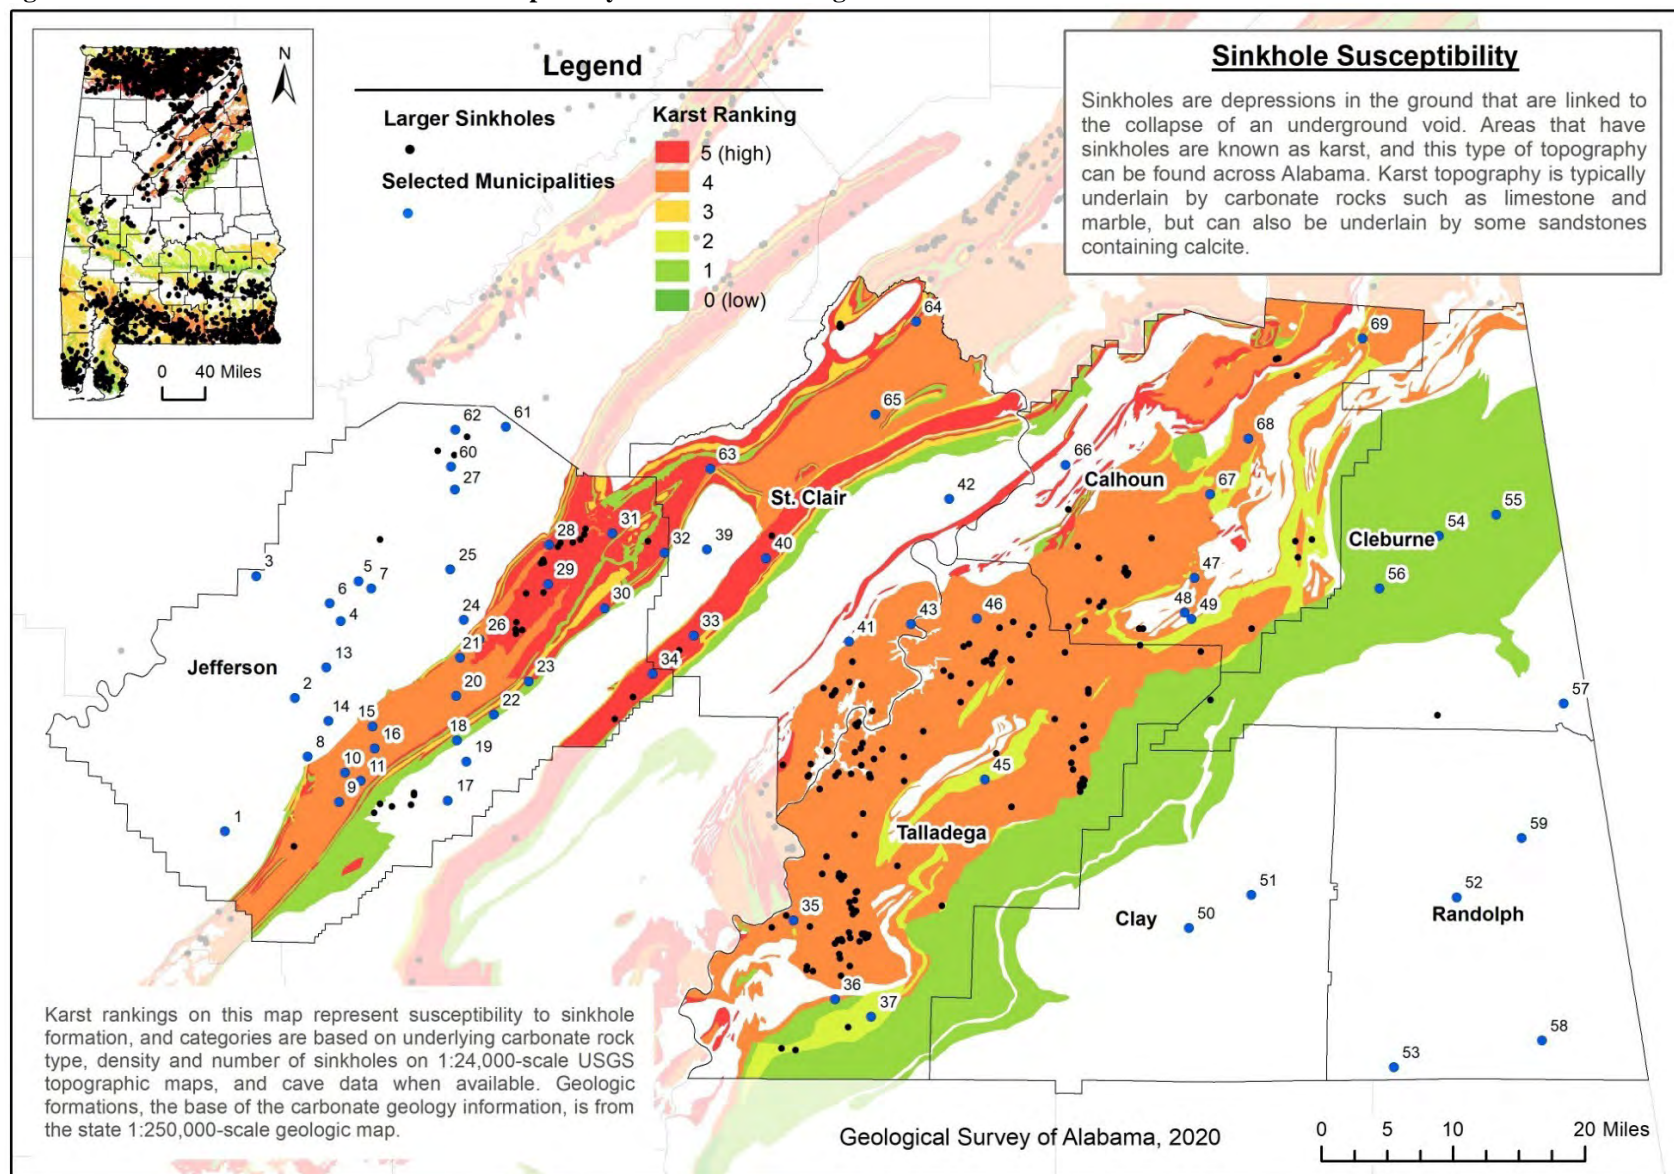 N
0 40 Miles
Legend
Larger Sinkholes
Selected Municipalities
Karst Ranking
5 (high)
4
3
2
1
0 (low)
Sinkhole Susceptibility
Sinkholes are depressions in the ground that are linked to
the collapse of an underground void. Areas that have
sinkholes are known as karst, and this type of topography
can be found across Alabama. Karst topography is typically
underlain by carbonate rocks such as limestone and
marble, but can also be underlain by some sandstones
containing calcite.
64
69
62 61
65
60
27
63
66
68
42
St. Clair
Calhoun
67
28 31
55
54
Cleburne
32 39
40
3
25
5
6 7
29
47
56
4
24
30
48 49
26
43 46
41
33
13
Jefferson
21
34
23
2
20
57
22
14 15
18
16
19
8
10 11
45
9
17
1
Talladega
59
51
52
Clay
50
Randolph
35
36
37
58
53
Karst rankings on this map represent susceptibility to sinkhole
formation, and categories are based on underlying carbonate rock
type, density and number of sinkholes on 1:24,000-scale USGS
topographic maps, and cave data when available. Geologic
formations, the base of the carbonate geology information, is from
the state 1:250,000-scale geologic map.
Geological Survey of Alabama, 2020
0 5 10 20 Miles